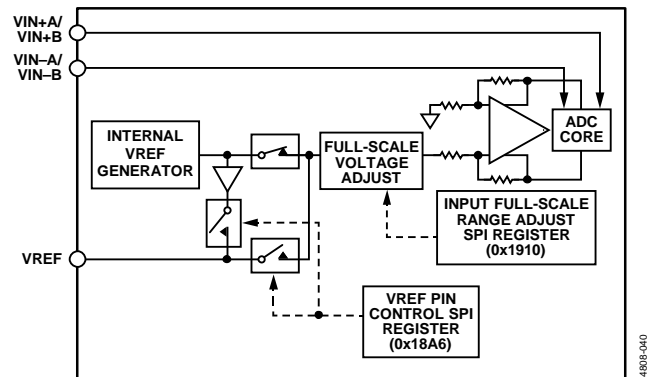 VIN+A/
VIN+B
VIN–A/
VIN–B
INTERNAL
VREF
GENERATOR
FULL-SCALE
VOLTAGE
ADJUST
ADC
CORE
INPUT FULL-SCALE
RANGE ADJUST
SPI REGISTER
(0x1910)
VREF
VREF PIN
CONTROL SPI
REGISTER
(0x18A6)
4808-040